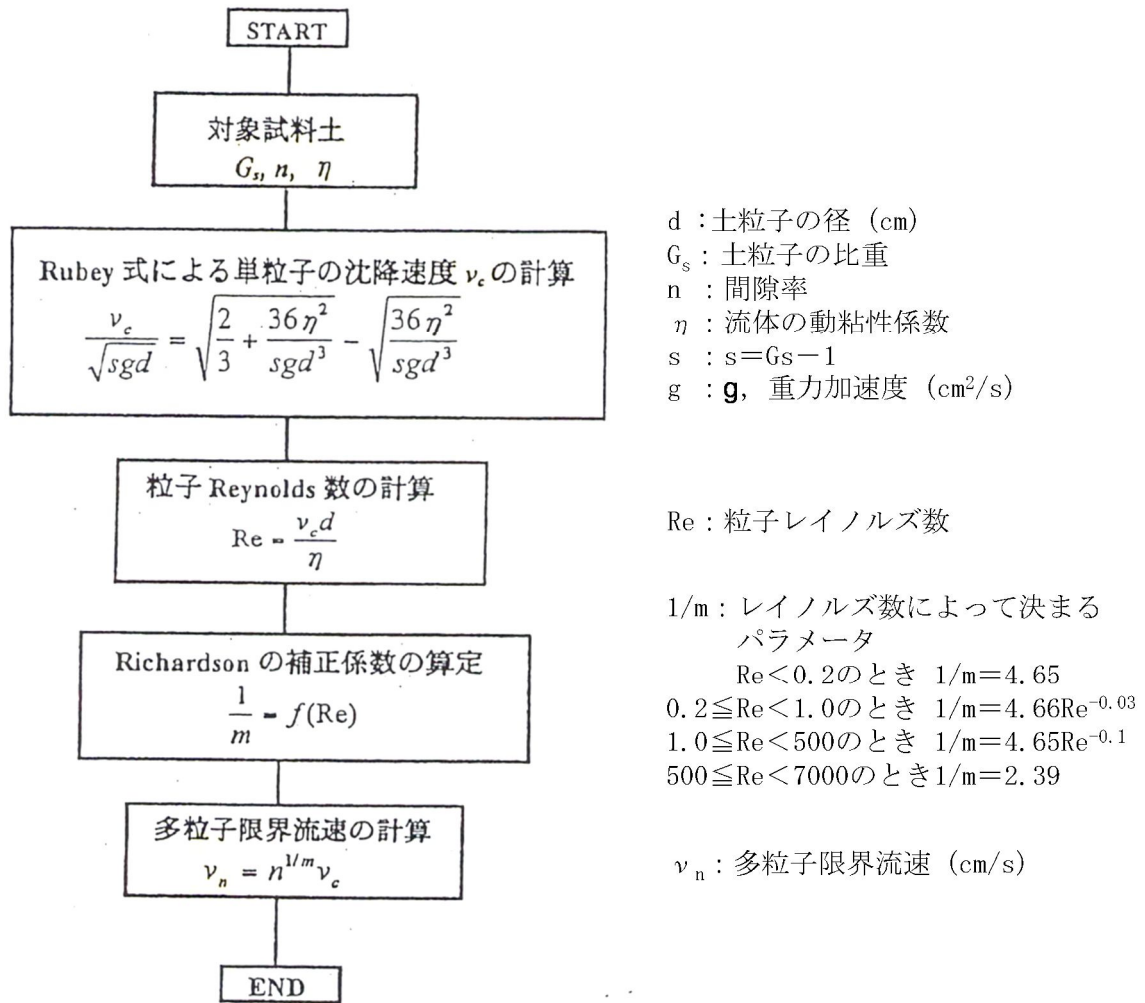 START
対象試料土
Gs, n, η
Rubey 式による単粒子の沈降速度 νcの計算
νc/√sgd = √(2/3 + 36η²/sgd³) − √(36η²/sgd³)
粒子 Reynolds 数の計算
Re = νcd/η
Richardson の補正係数の算定
1/m = f(Re)
多粒子限界流速の計算
νn = n^{1/m}νc
END
d :土粒子の径 (cm)
Gs:土粒子の比重
n :間隙率
η :流体の動粘性係数
s :s=Gs−1
g :g, 重力加速度 (cm²/s)
Re:粒子レイノルズ数
1/m:レイノルズ数によって決まる
パラメータ
Re<0.2のとき 1/m=4.65
0.2≦Re<1.0のとき 1/m=4.66Re^{−0.03}
1.0≦Re<500のとき 1/m=4.65Re^{−0.1}
500≦Re<7000のとき1/m=2.39
νn:多粒子限界流速 (cm/s)